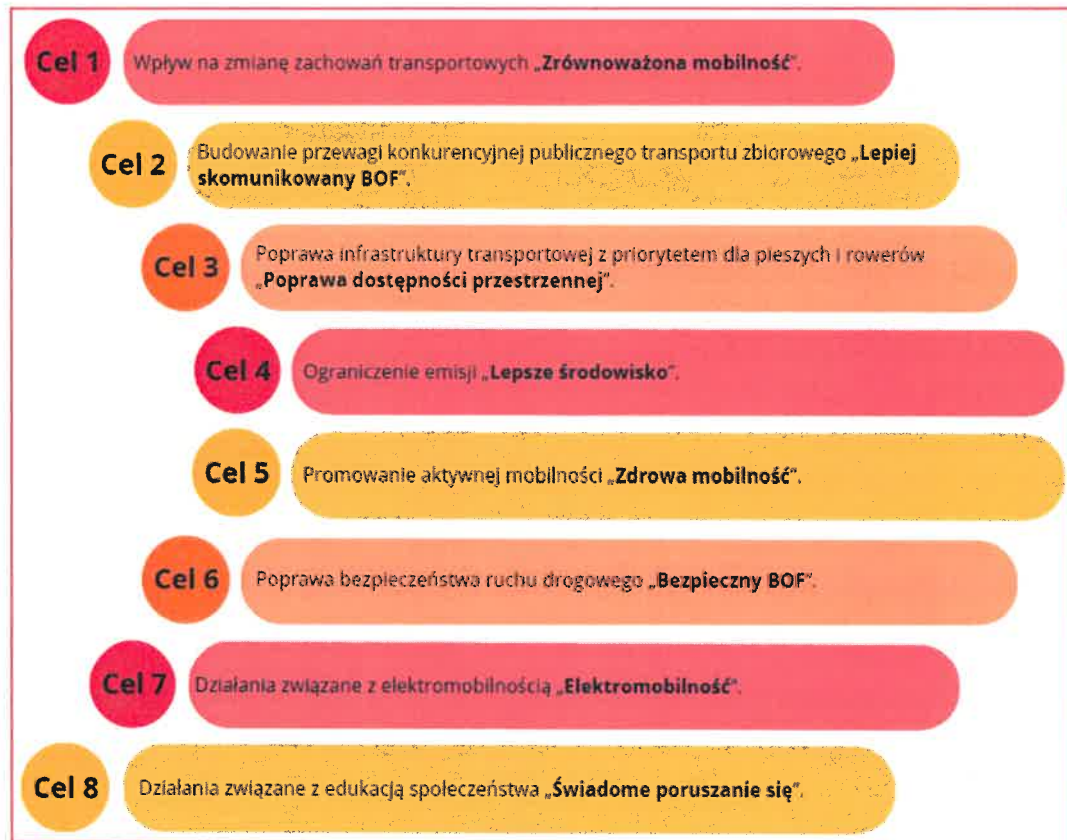 Cel 1
Wpływ na zmianę zachowań transportowych „Zrównoważona mobilność”.
Cel 2
Budowanie przewagi konkurencyjnej publicznego transportu zbiorowego „Lepiej
skomunikowany BOF”.
Cel 3
Poprawa infrastruktury transportowej z priorytetem dla pieszych i rowerów
„Poprawa dostępności przestrzennej”.
Cel 4
Ograniczenie emisji „Lepsze środowisko”.
Cel 5
Promowanie aktywnej mobilności „Zdrowa mobilność”.
Cel 6
Poprawa bezpieczeństwa ruchu drogowego „Bezpieczny BOF”.
Cel 7
Działania związane z elektromobilnością „Elektromobilność”.
Cel 8
Działania związane z edukacją społeczeństwa „Świadome poruszanie się”.